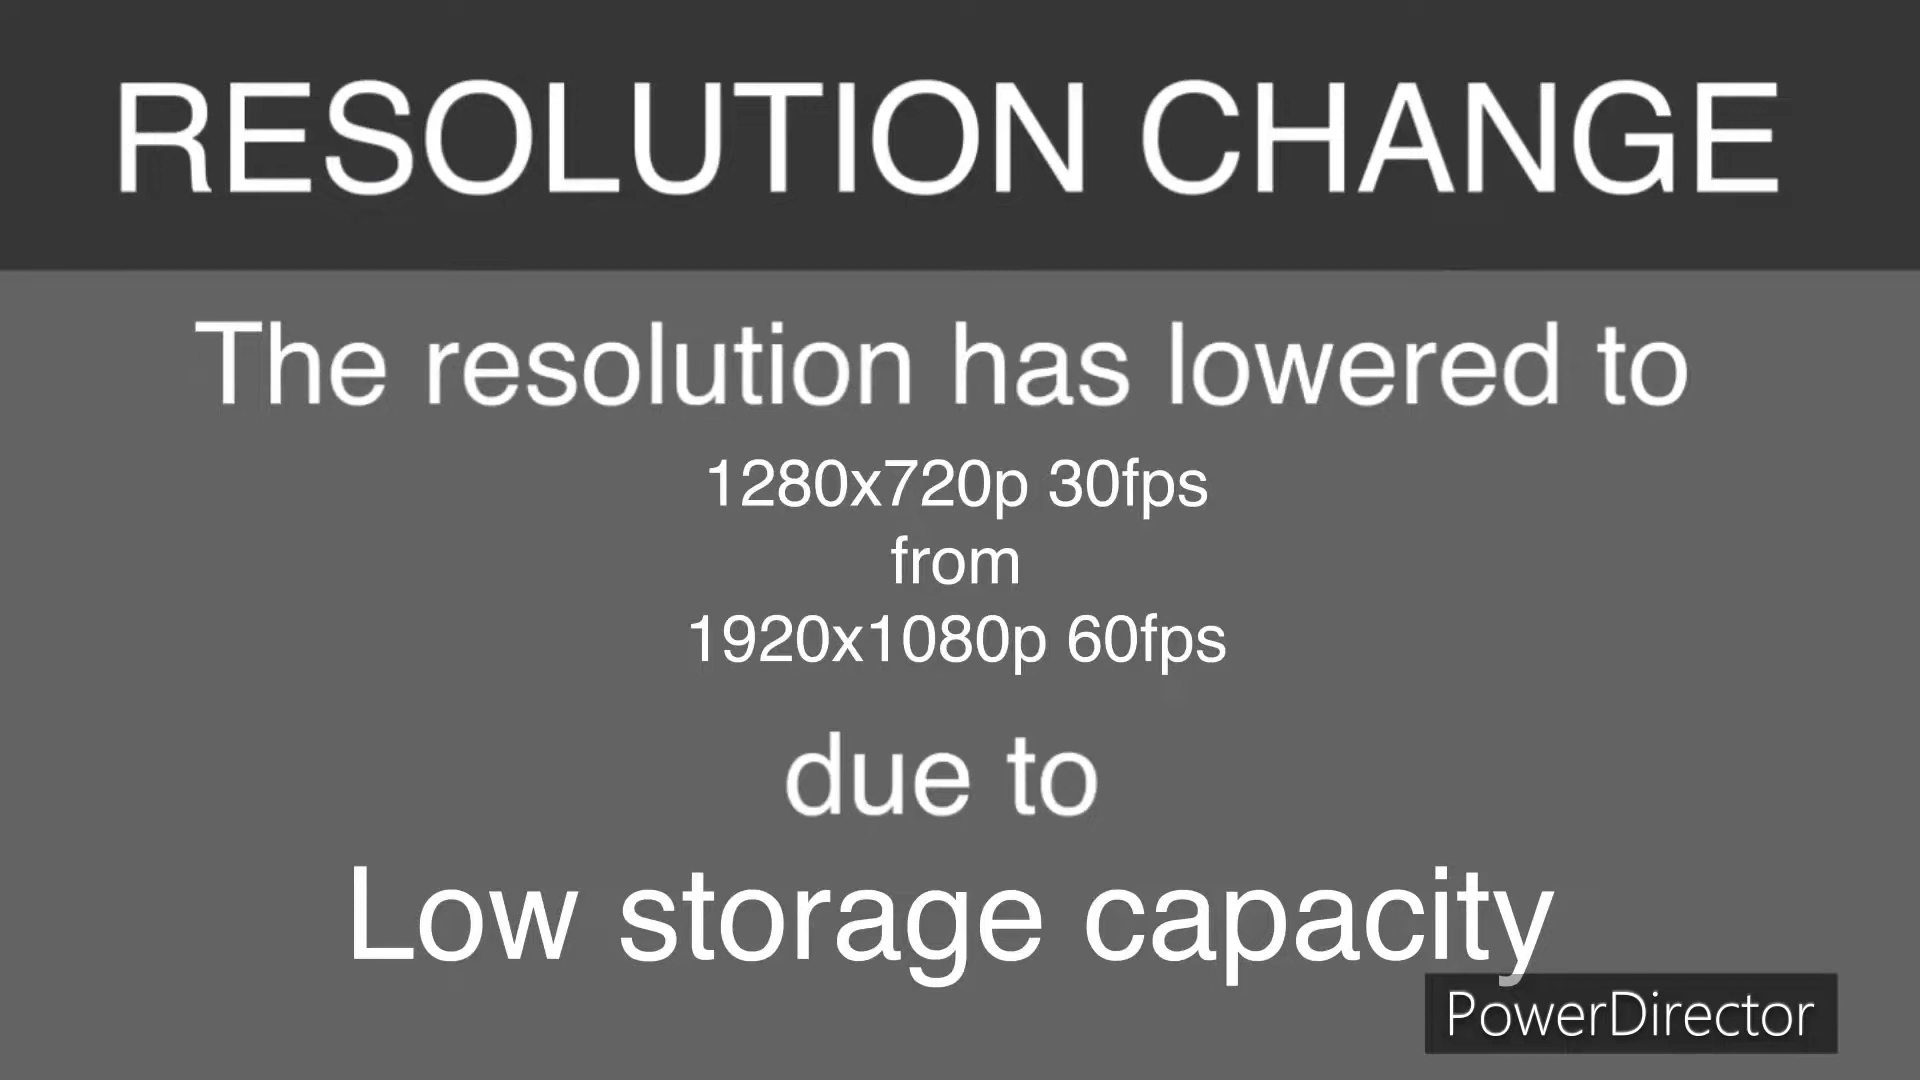 RESOLUTION CHANGE
The resolution has lowered to
1280x720p 30fps
from
1920x1080p 60fps
due to
Low storage capacity
PowerDirector